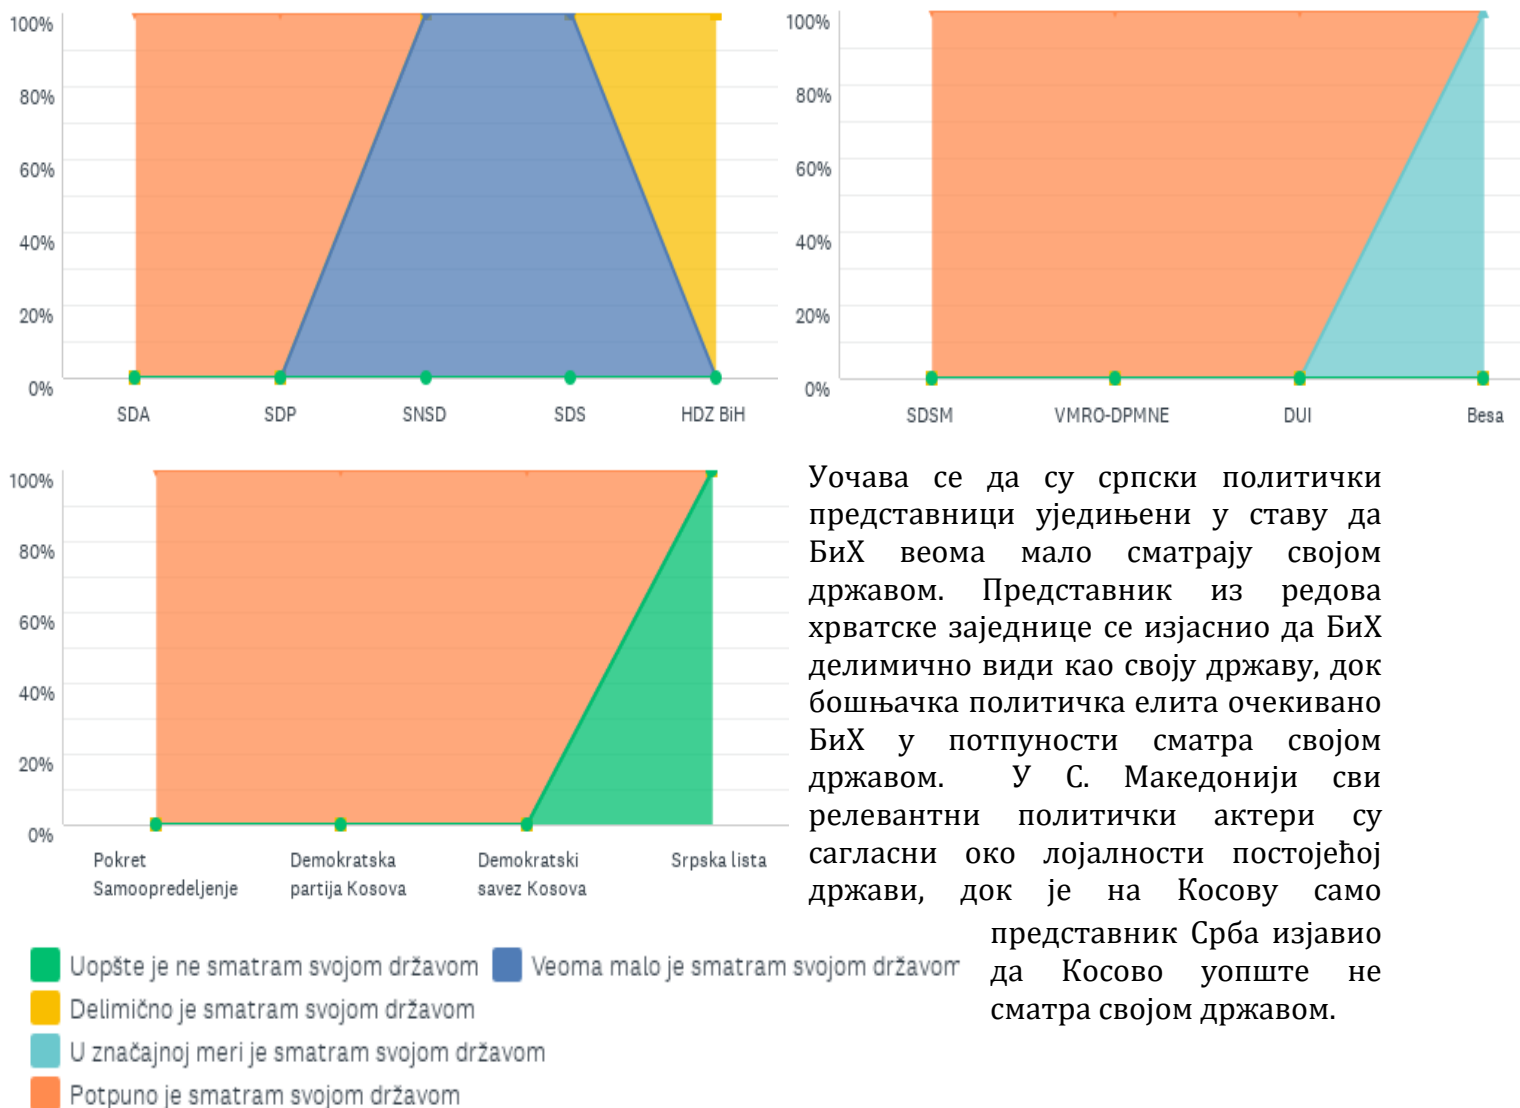 100%
80%
60%
40%
20%
0%
SDA SDP SNSD SDS HDZ BiH
100%
80%
60%
40%
20%
0%
SDSM VMRO-DPMNE DUI Besa
100%
80%
60%
40%
20%
0%
Pokret Samoopredeljenje
Demokratska partija Kosova
Demokratski savez Kosova
Srpska lista
Уочава се да су српски политички
представници уједињени у ставу да
БиХ веома мало сматрају својом
државом. Представник из редова
хрватске заједнице се изјаснио да БиХ
делимично види као своју државу, док
бошњачка политичка елита очекивано
БиХ у потпуности сматра својом
државом. У С. Македонији сви
релевантни политички актери су
сагласни око лојалности постојећој
држави, док је на Косову само
представник Срба изјавио
да Косово уопште не
сматра својом државом.
Uopšte je ne smatram svojom državom Veoma malo je smatram svojom državom
Delimično je smatram svojom državom
U značajnoj meri je smatram svojom državom
Potpuno je smatram svojom državom